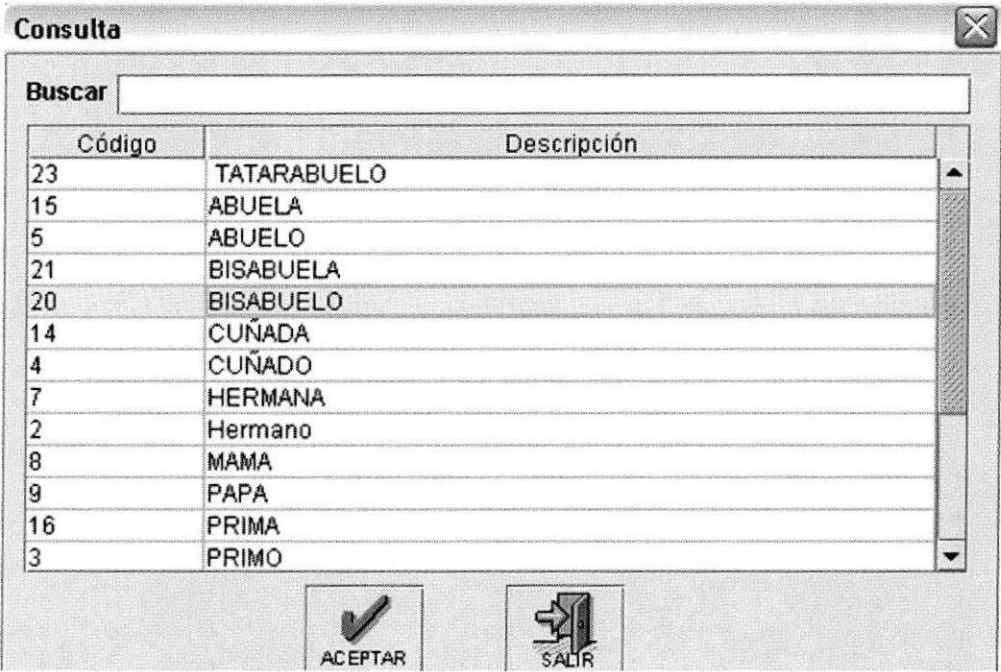 Consulta
Buscar
Código Descripción
23 TATARABUELO
15 ABUELA
5 ABUELO
21 BISABUELA
20 BISABUELO
14 CUÑADA
4 CUÑADO
7 HERMANA
2 Hermano
8 MAMA
9 PAPA
16 PRIMA
3 PRIMO
ACEPTAR SALIR